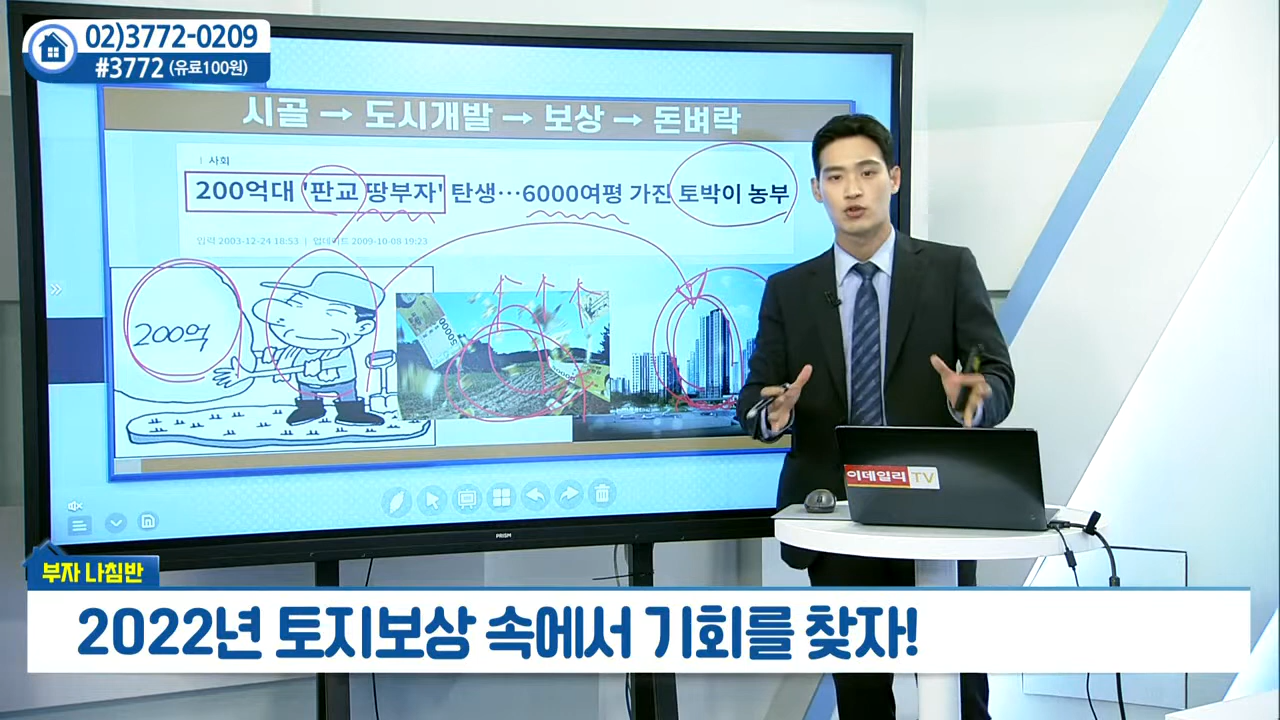 02)3772-0209
#3772 (유료100원)
시골 → 도시개발 → 보상 → 돈벼락
사회
200억대 '판교 땅부자' 탄생…6000여평 가진 토박이 농부
입력 2003-12-24 18:53 | 업데이트 2009-10-08 19:23
200억
50000
PRISM
이데일리 TV
부자 나침반
2022년 토지보상 속에서 기회를 찾자!